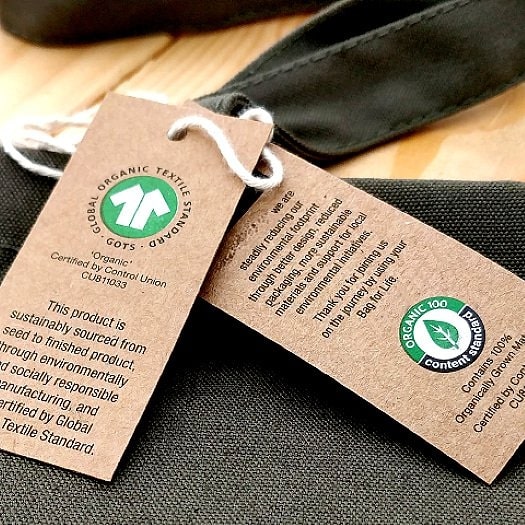 GLOBAL ORGANIC TEXTILE STANDARD
· GOTS ·
'Organic'
Certified by Control Union
CU811033
This product is
sustainably sourced from
seed to finished product,
through environmentally
and socially responsible
manufacturing, and
certified by Global
Textile Standard.
we are
steadily reducing our
environmental footprint
through better design, reduced
packaging, more sustainable
materials and support for local
environmental initiatives.
Thank you for joining us
on the journey by using your
Bag for Life.
ORGANIC 100
content standard
Contains 100%
Organically Grown
Certified by